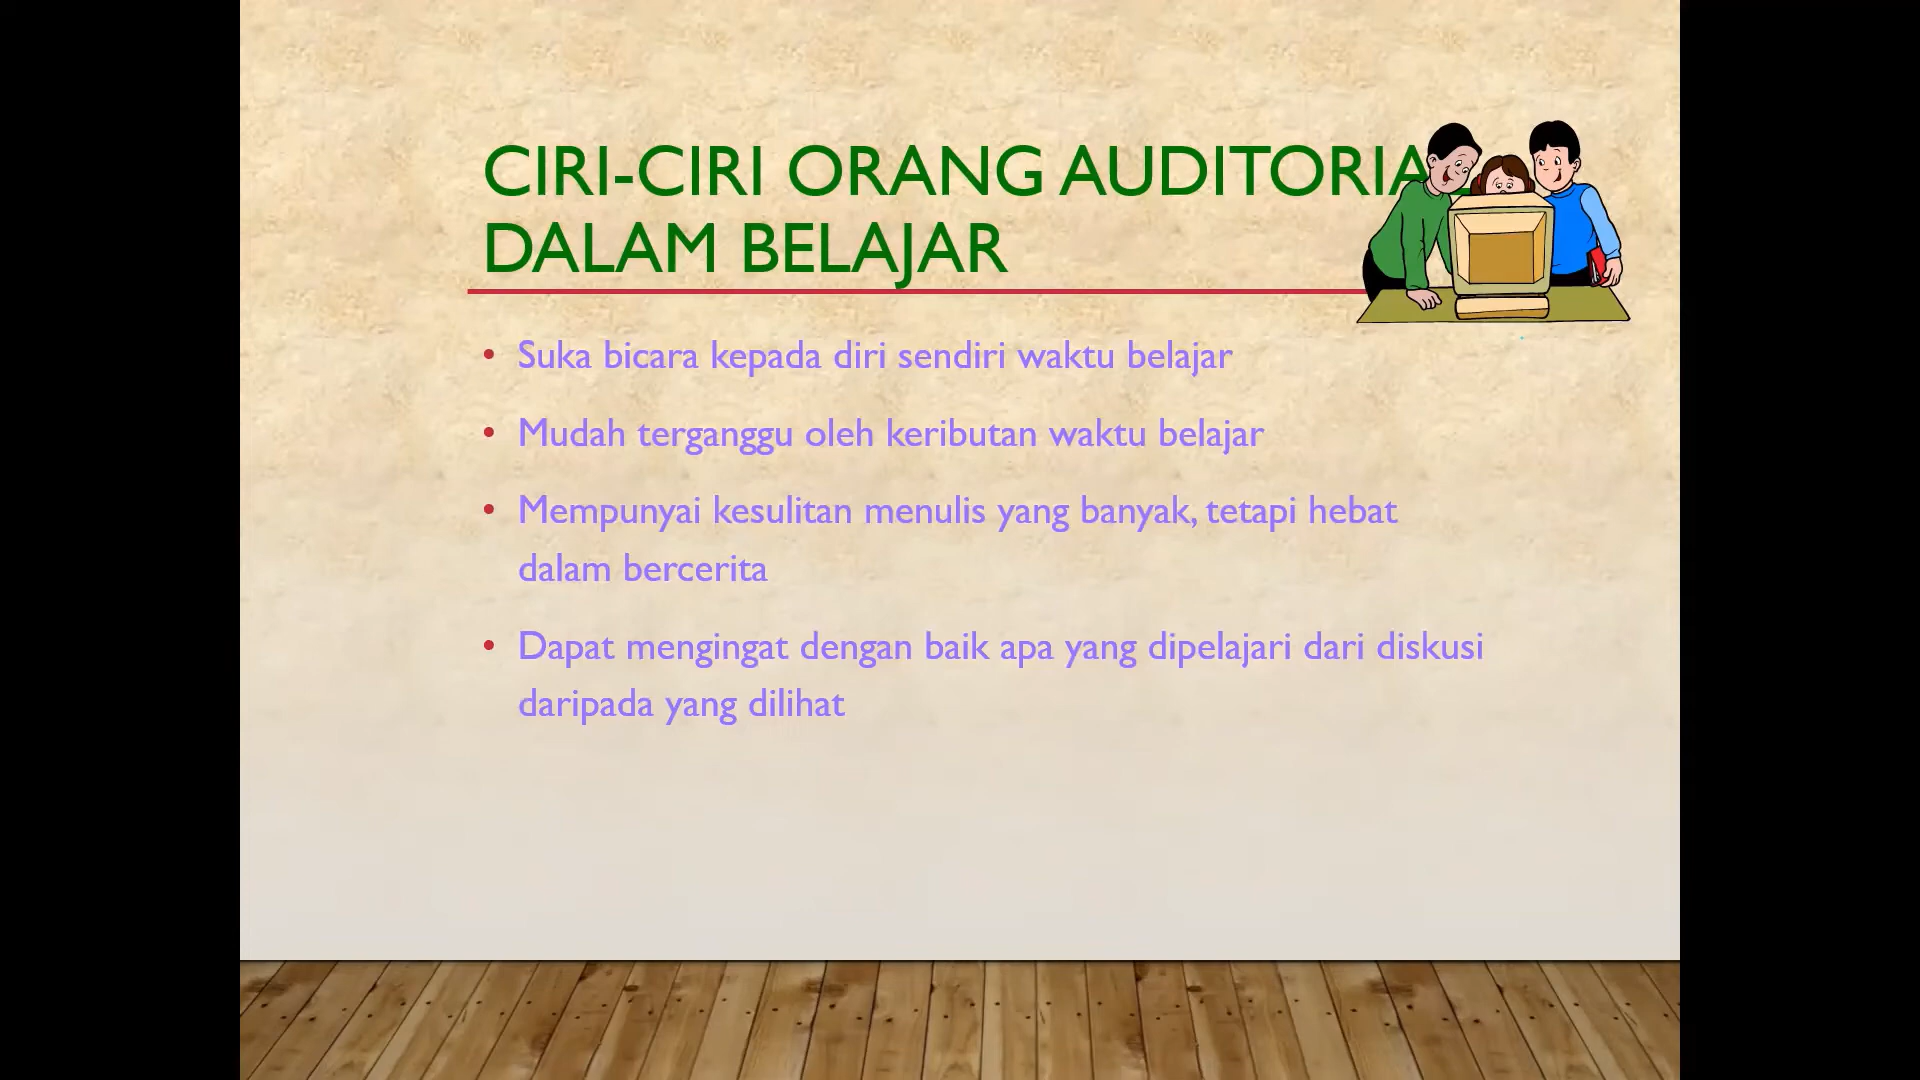 CIRI-CIRI ORANG AUDITORIA
DALAM BELAJAR
• Suka bicara kepada diri sendiri waktu belajar
• Mudah terganggu oleh keributan waktu belajar
• Mempunyai kesulitan menulis yang banyak, tetapi hebat
dalam bercerita
• Dapat mengingat dengan baik apa yang dipelajari dari diskusi
daripada yang dilihat